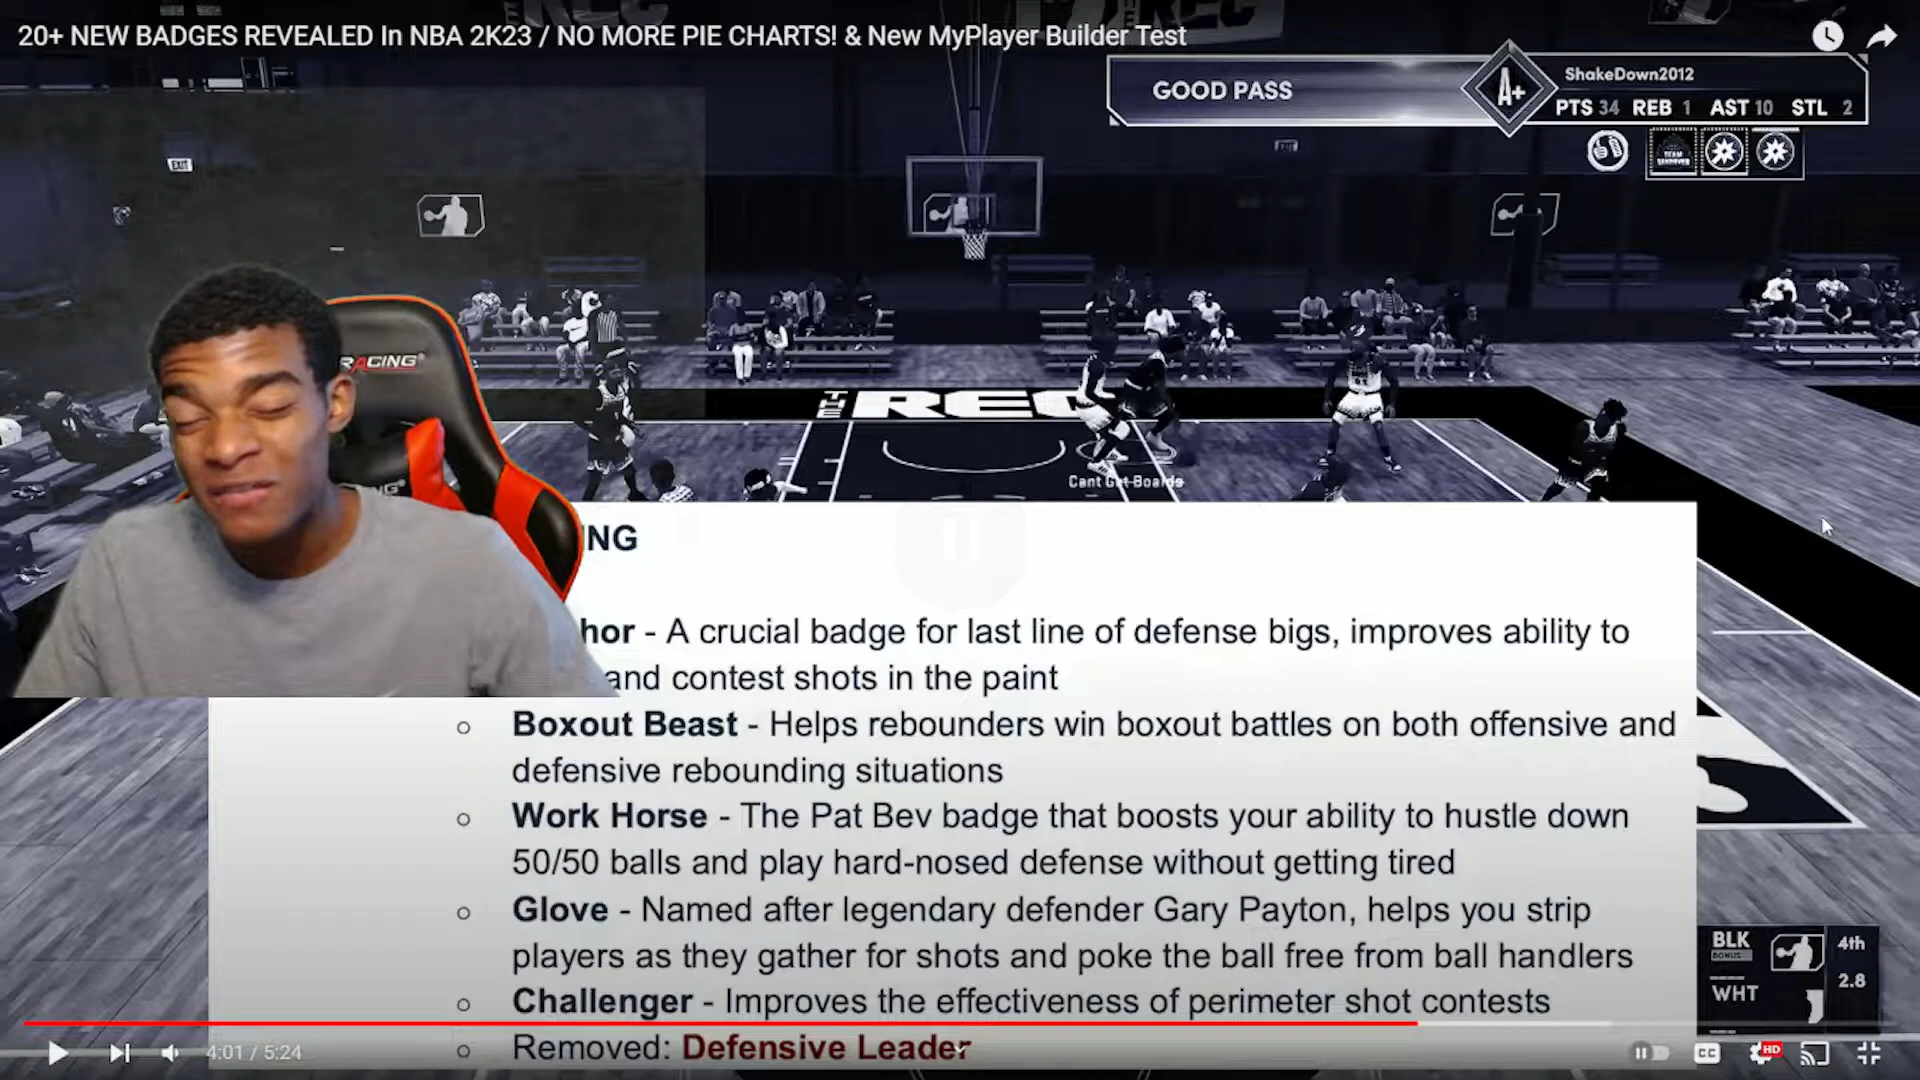 20+ NEW BADGES REVEALED In NBA 2K23 / NO MORE PIE CHARTS! & New MyPlayer Builder Test
GOOD PASS
A+
ShakeDown2012
PTS 34 REB 1 AST 10 STL 2
TEAM TAKEOVER
EXIT
RACING
THE REC
Cant Get Boards
NG
hor - A crucial badge for last line of defense bigs, improves ability to
and contest shots in the paint
Boxout Beast - Helps rebounders win boxout battles on both offensive and
defensive rebounding situations
Work Horse - The Pat Bev badge that boosts your ability to hustle down
50/50 balls and play hard-nosed defense without getting tired
Glove - Named after legendary defender Gary Payton, helps you strip
players as they gather for shots and poke the ball free from ball handlers
Challenger - Improves the effectiveness of perimeter shot contests
Removed: Defensive Leader
BLK
BONUS
WHT
4th
2.8
4:01 / 5:24
CC
HD